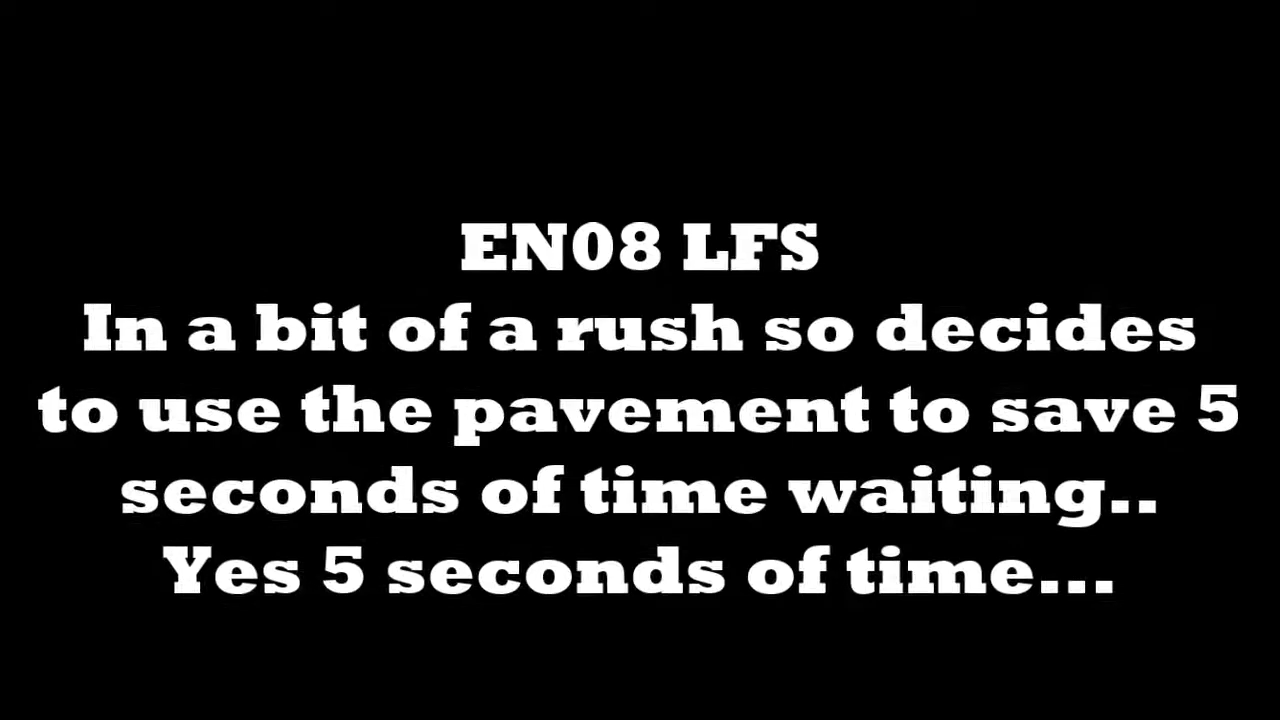 EN08 LFS
In a bit of a rush so decides
to use the pavement to save 5
seconds of time waiting..
Yes 5 seconds of time...